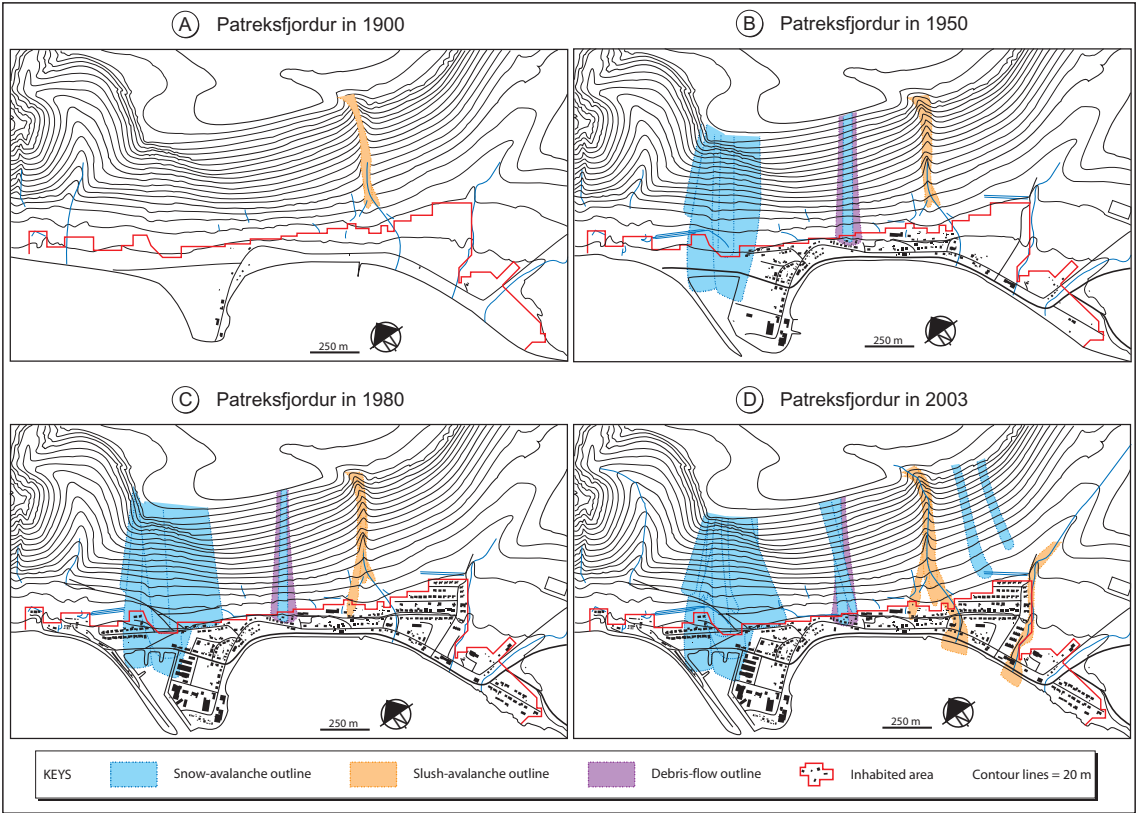 A Patreksfjordur in 1900
B Patreksfjordur in 1950
250 m
250 m
C Patreksfjordur in 1980
D Patreksfjordur in 2003
250 m
250 m
KEYS Snow-avalanche outline Slush-avalanche outline Debris-flow outline Inhabited area Contour lines = 20 m